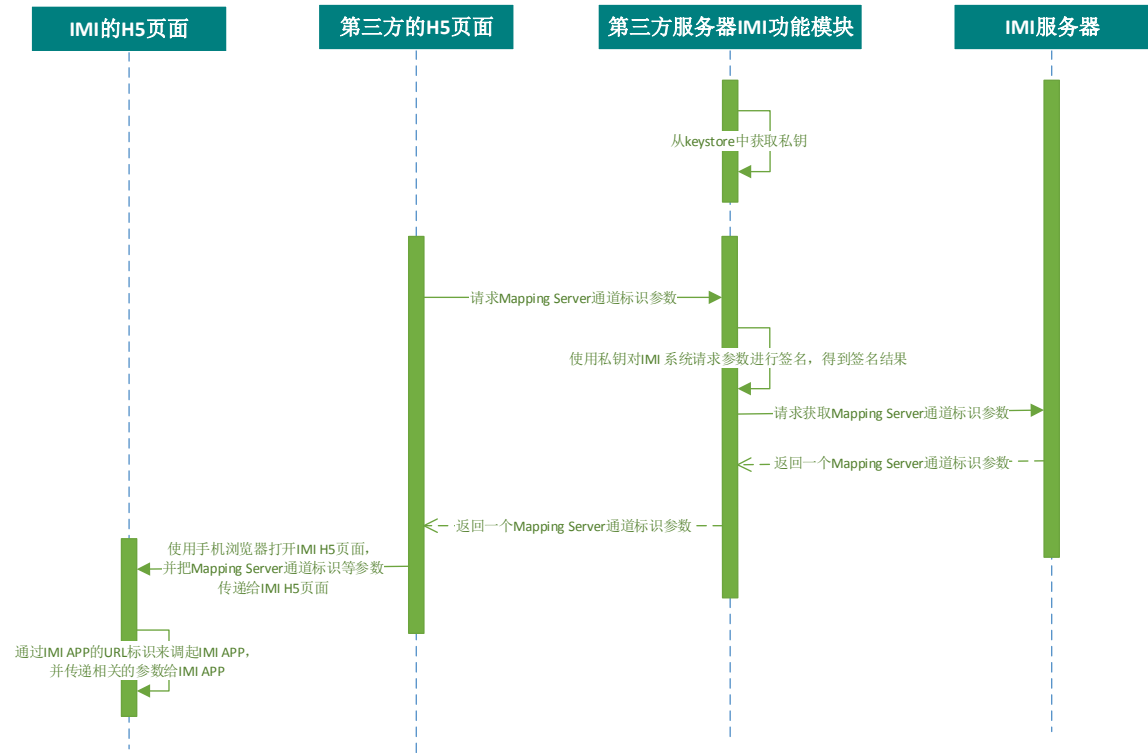 IMI的H5页面
第三方的H5页面
第三方服务器IMI功能模块
IMI服务器
从keystore中获取私钥
请求Mapping Server通道标识参数
使用私钥对IMI 系统请求参数进行签名，得到签名结果
请求获取Mapping Server通道标识参数
返回一个Mapping Server通道标识参数
返回一个Mapping Server通道标识参数
使用手机浏览器打开IMI H5页面，
并把Mapping Server通道标识等参数
传递给IMI H5页面
通过IMI APP的URL标识来调起IMI APP，
并传递相关的参数给IMI APP